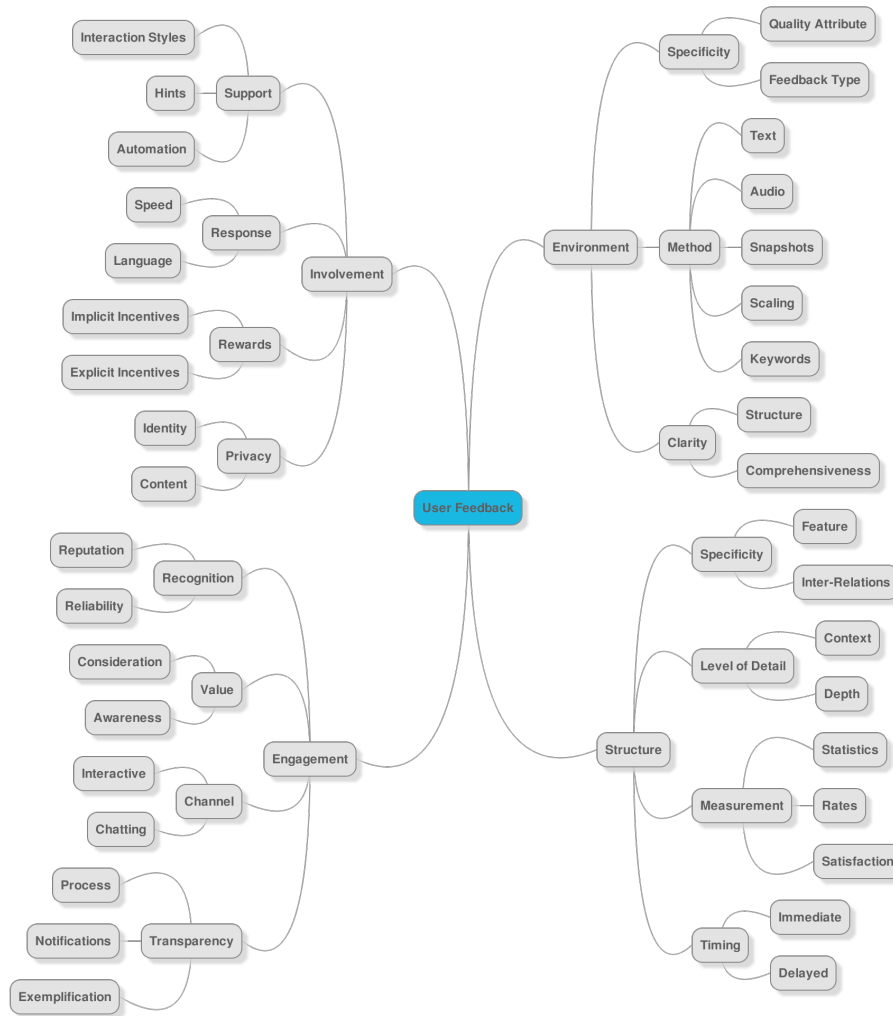 User Feedback
Involvement
Support
Interaction Styles
Hints
Automation
Response
Speed
Language
Rewards
Implicit Incentives
Explicit Incentives
Privacy
Identity
Content
Engagement
Recognition
Reputation
Reliability
Value
Consideration
Awareness
Channel
Interactive
Chatting
Transparency
Process
Notifications
Exemplification
Environment
Specificity
Quality Attribute
Feedback Type
Method
Text
Audio
Snapshots
Scaling
Keywords
Clarity
Structure
Comprehensiveness
Structure
Specificity
Feature
Inter-Relations
Level of Detail
Context
Depth
Measurement
Statistics
Rates
Satisfaction
Timing
Immediate
Delayed